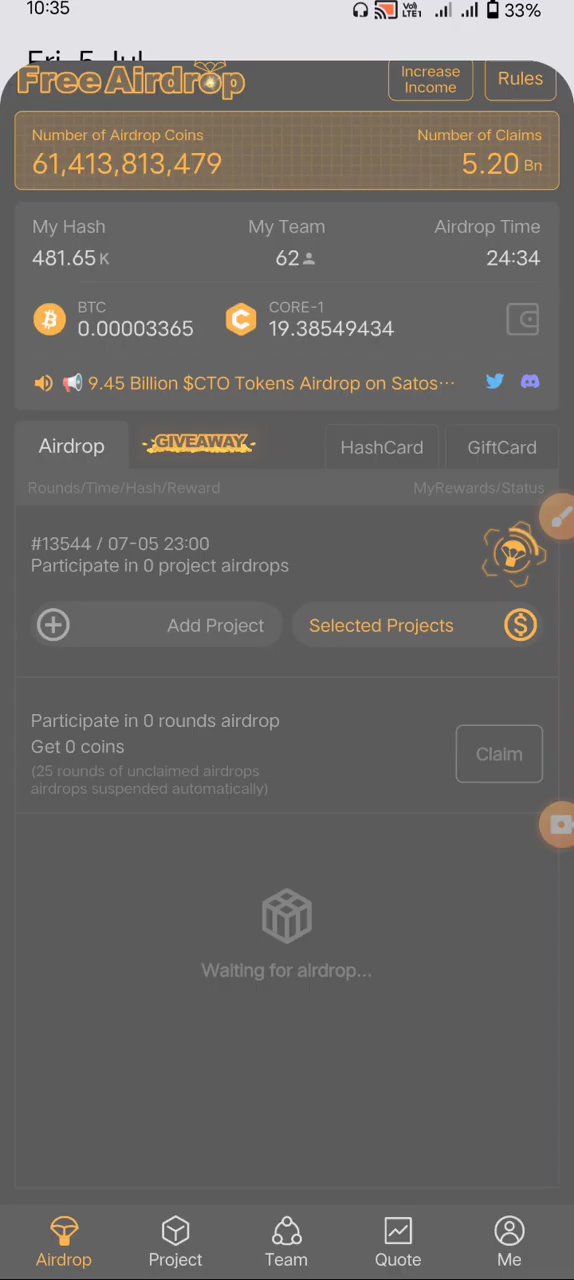 10:35
Vo)
LTE1
33%
Fri, 5 Jul
Free Airdrop
Increase
Income
Rules
Number of Airdrop Coins
Number of Claims
61,413,813,479
5.20 Bn
My Hash
My Team
Airdrop Time
481.65 K
62
24:34
BTC
0.00003365
CORE-1
19.38549434
9.45 Billion $CTO Tokens Airdrop on Satos···
Airdrop
GIVEAWAY
HashCard
GiftCard
Rounds/Time/Hash/Reward
MyRewards/Status
#13544 / 07-05 23:00
Participate in 0 project airdrops
Add Project
Selected Projects
Participate in 0 rounds airdrop
Get 0 coins
(25 rounds of unclaimed airdrops
airdrops suspended automatically)
Claim
Waiting for airdrop...
Airdrop
Project
Team
Quote
Me